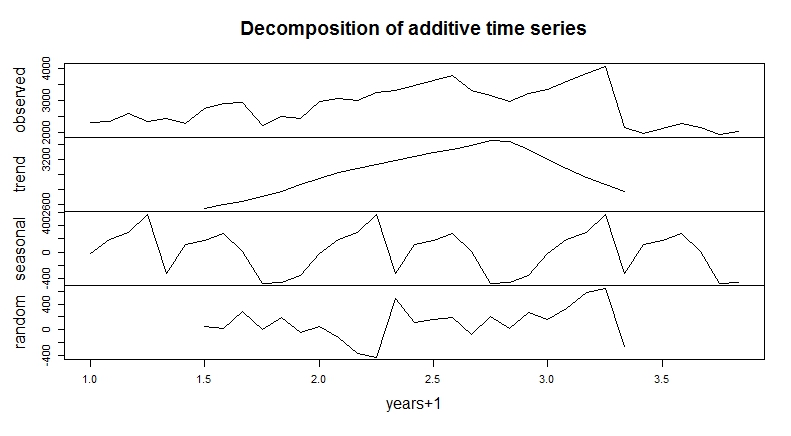 Decomposition of additive time series
observed
2000 3000 4000
trend
2600 3200
seasonal
-400 0 400
random
-400 0 400
1.0 1.5 2.0 2.5 3.0 3.5
years+1